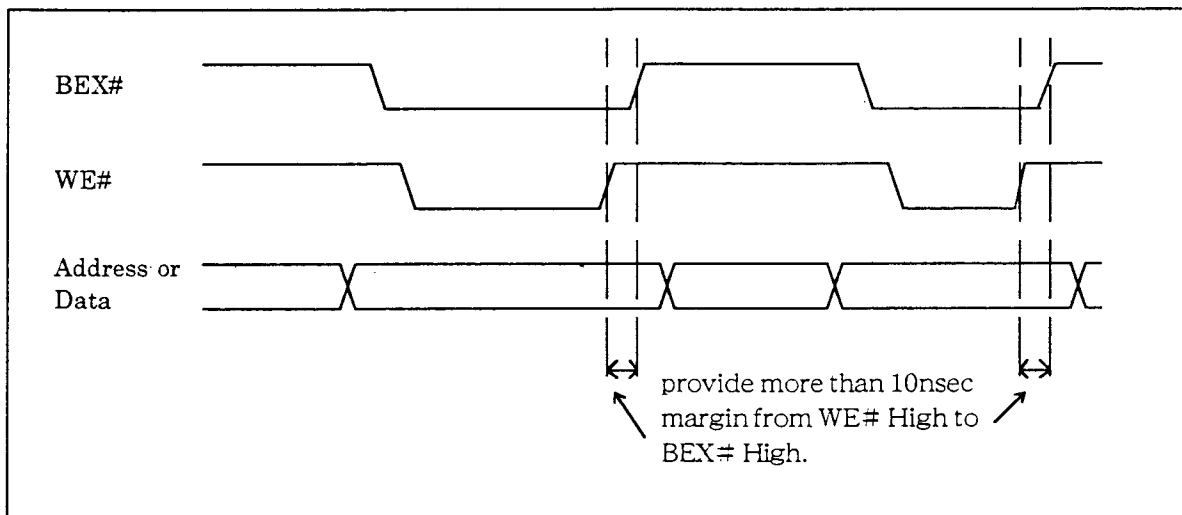 BEX#
WE#
Address or
Data
provide more than 10nsec
margin from WE# High to
BEX# High.